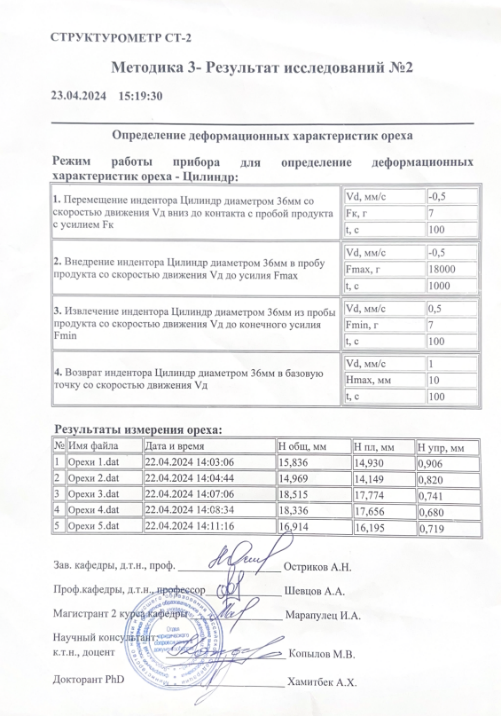 СТРУКТУРОМЕТР СТ-2
Методика 3- Результат исследований №2
23.04.2024 15:19:30
Определение деформационных характеристик ореха
Режим работы прибора для определение деформационных
характеристик ореха - Цилиндр:
1. Перемещение индентора Цилиндр диаметром 36мм со
скоростью движения Vд вниз до контакта с пробой продукта
с усилием Fк
Vd, мм/с -0,5
Fк, г 7
t, с 100
2. Внедрение индентора Цилиндр диаметром 36мм в пробу
продукта со скоростью движения Vд до усилия Fmax
Vd, мм/с -0,5
Fmax, г 18000
t, с 1000
3. Извлечение индентора Цилиндр диаметром 36мм из пробы
продукта со скоростью движения Vд до конечного усилия
Fmin
Vd, мм/с 0,5
Fmin, г 7
t, с 100
4. Возврат индентора Цилиндр диаметром 36мм в базовую
точку со скоростью движения Vд
Vd, мм/с 1
Hmax, мм 10
t, с 100
Результаты измерения ореха:
№ Имя файла Дата и время Н общ, мм Н пл, мм Н упр, мм
1 Орехи 1.dat 22.04.2024 14:03:06 15,836 14,930 0,906
2 Орехи 2.dat 22.04.2024 14:04:44 14,969 14,149 0,820
3 Орехи 3.dat 22.04.2024 14:07:06 18,515 17,774 0,741
4 Орехи 4.dat 22.04.2024 14:08:34 18,336 17,656 0,680
5 Орехи 5.dat 22.04.2024 14:11:16 16,914 16,195 0,719
Зав. кафедры, д.т.н., проф. Остриков А.Н.
Проф.кафедры, д.т.н., профессор Шевцов А.А.
Магистрант 2 курса кафедры Марапулец И.А.
Научный консультант
к.т.н., доцент Копылов М.В.
Докторант PhD Хамитбек А.Х.